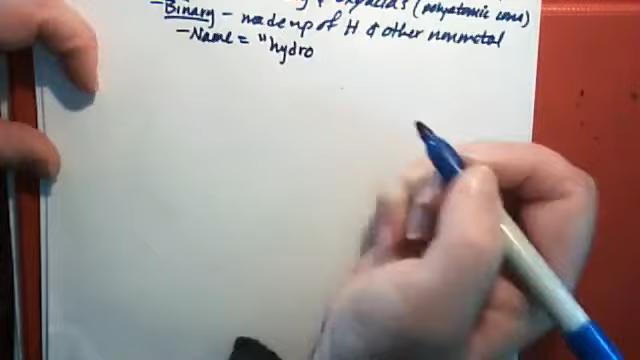 & oxyacids (polyatomic ions)
- Binary - made up of H & other nonmetal
- Name = "hydro